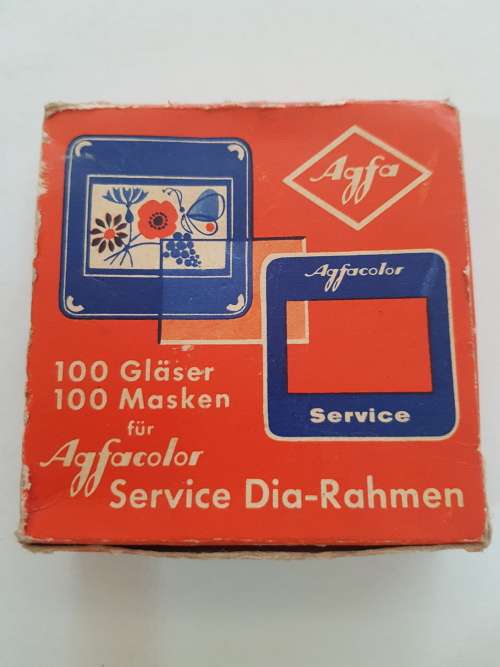 Agfa
Agfacolor
Service
100 Gläser
100 Masken
für
Agfacolor
Service Dia-Rahmen